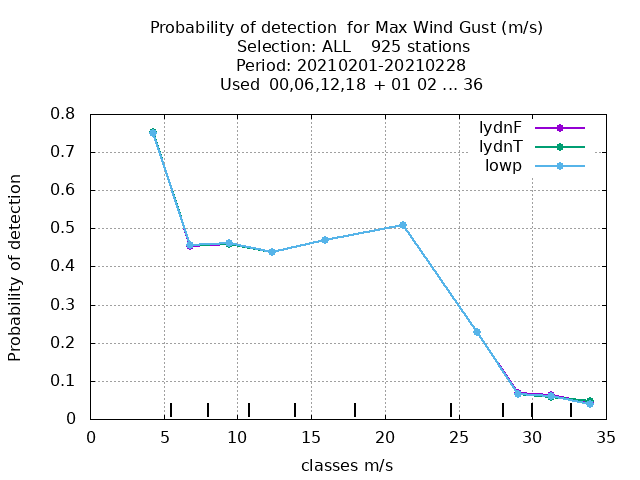 Probability of detection  for Max Wind Gust (m/s)
Selection: ALL    925 stations
Period: 20210201-20210228
Used  00,06,12,18  + 01 02 ... 36
lydnF
lydnT
lowp
Probability of detection
0.8
0.7
0.6
0.5
0.4
0.3
0.2
0.1
0
0 5 10 15 20 25 30 35
classes m/s